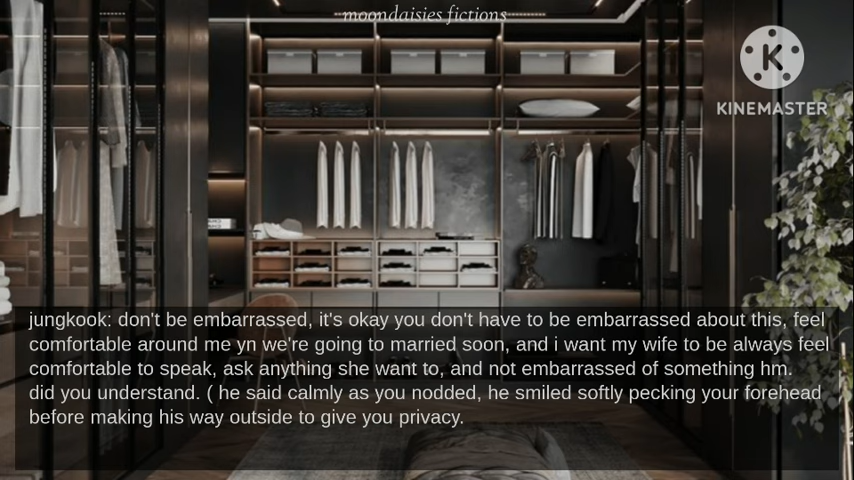 moondaisies fictions
K
KINEMASTER
jungkook: don't be embarrassed, it's okay you don't have to be embarrassed about this, feel
comfortable around me yn we're going to married soon, and i want my wife to be always feel
comfortable to speak, ask anything she want to, and not embarrassed of something hm.
did you understand. ( he said calmly as you nodded, he smiled softly pecking your forehead
before making his way outside to give you privacy.